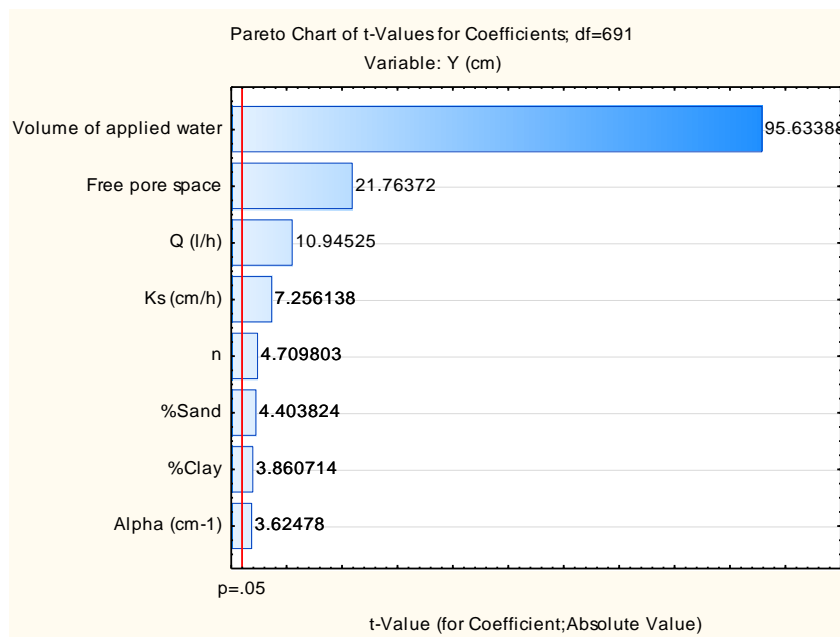 Pareto Chart of t-Values for Coefficients; df=691
Variable: Y (cm)
Volume of applied water 95.63388
Free pore space 21.76372
Q (l/h) 10.94525
Ks (cm/h) 7.256138
n 4.709803
%Sand 4.403824
%Clay 3.860714
Alpha (cm-1) 3.62478
p=.05
t-Value (for Coefficient;Absolute Value)